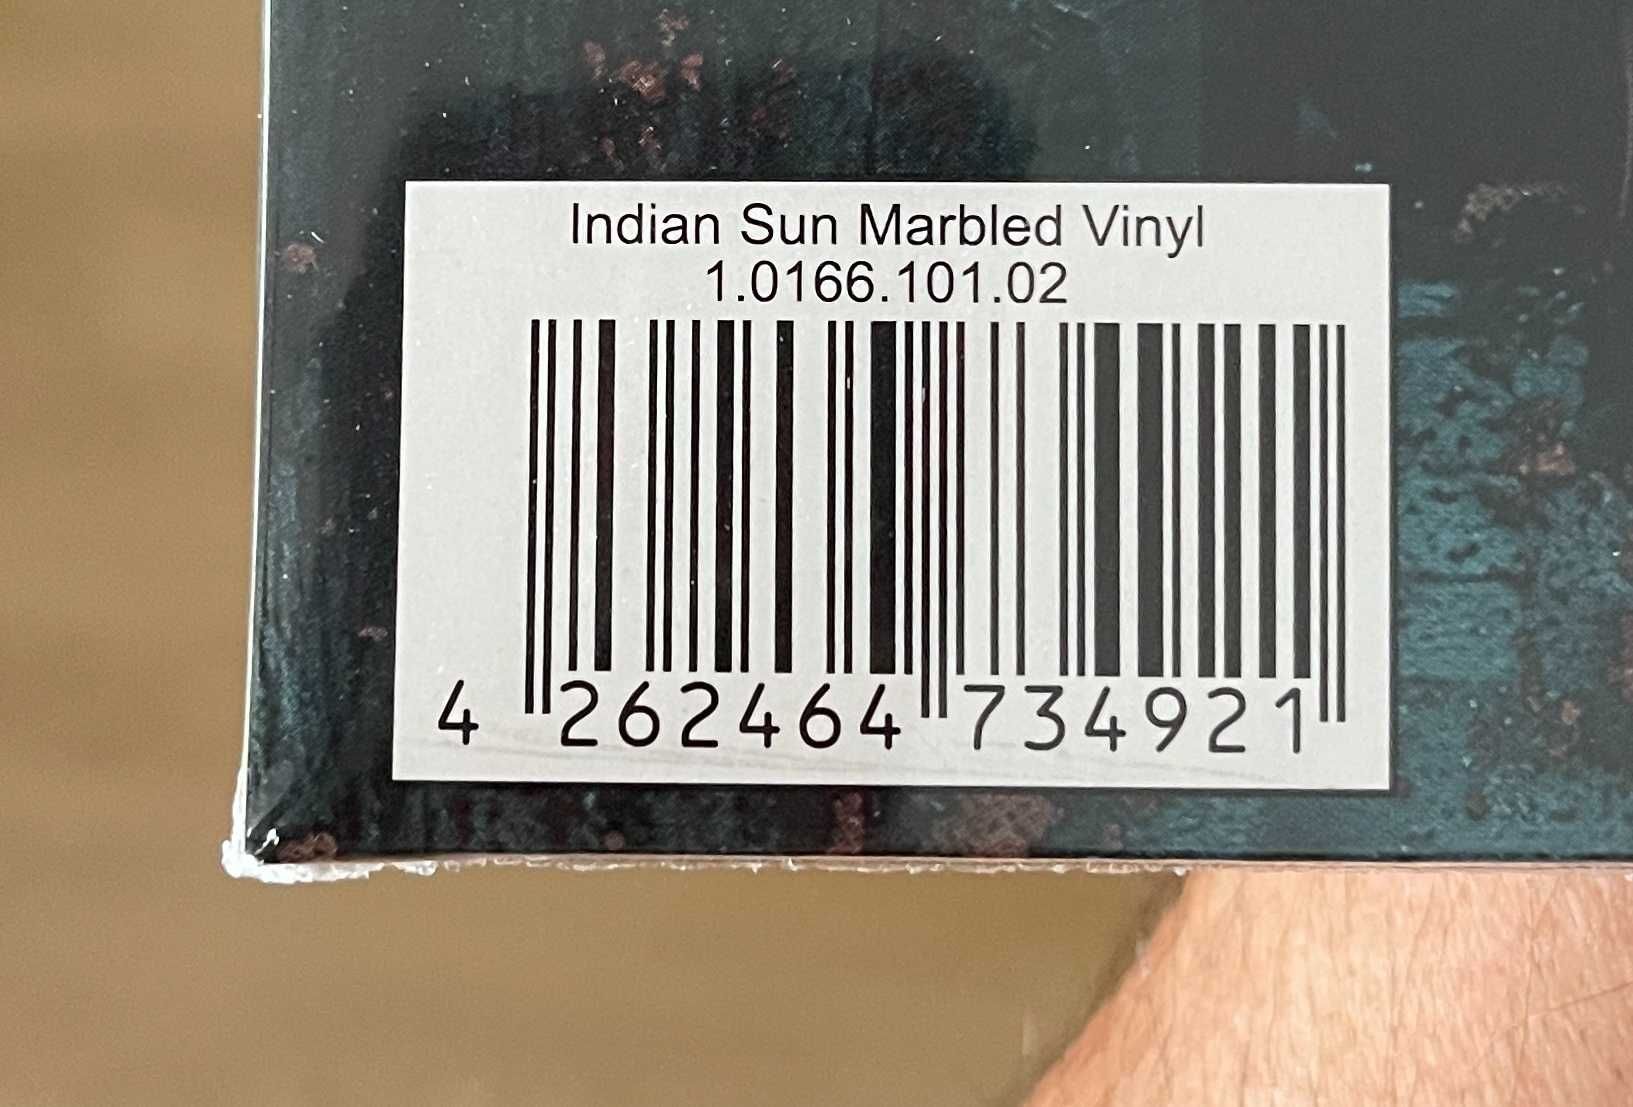 Indian Sun Marbled Vinyl
1.0166.101.02
4 262464 734921